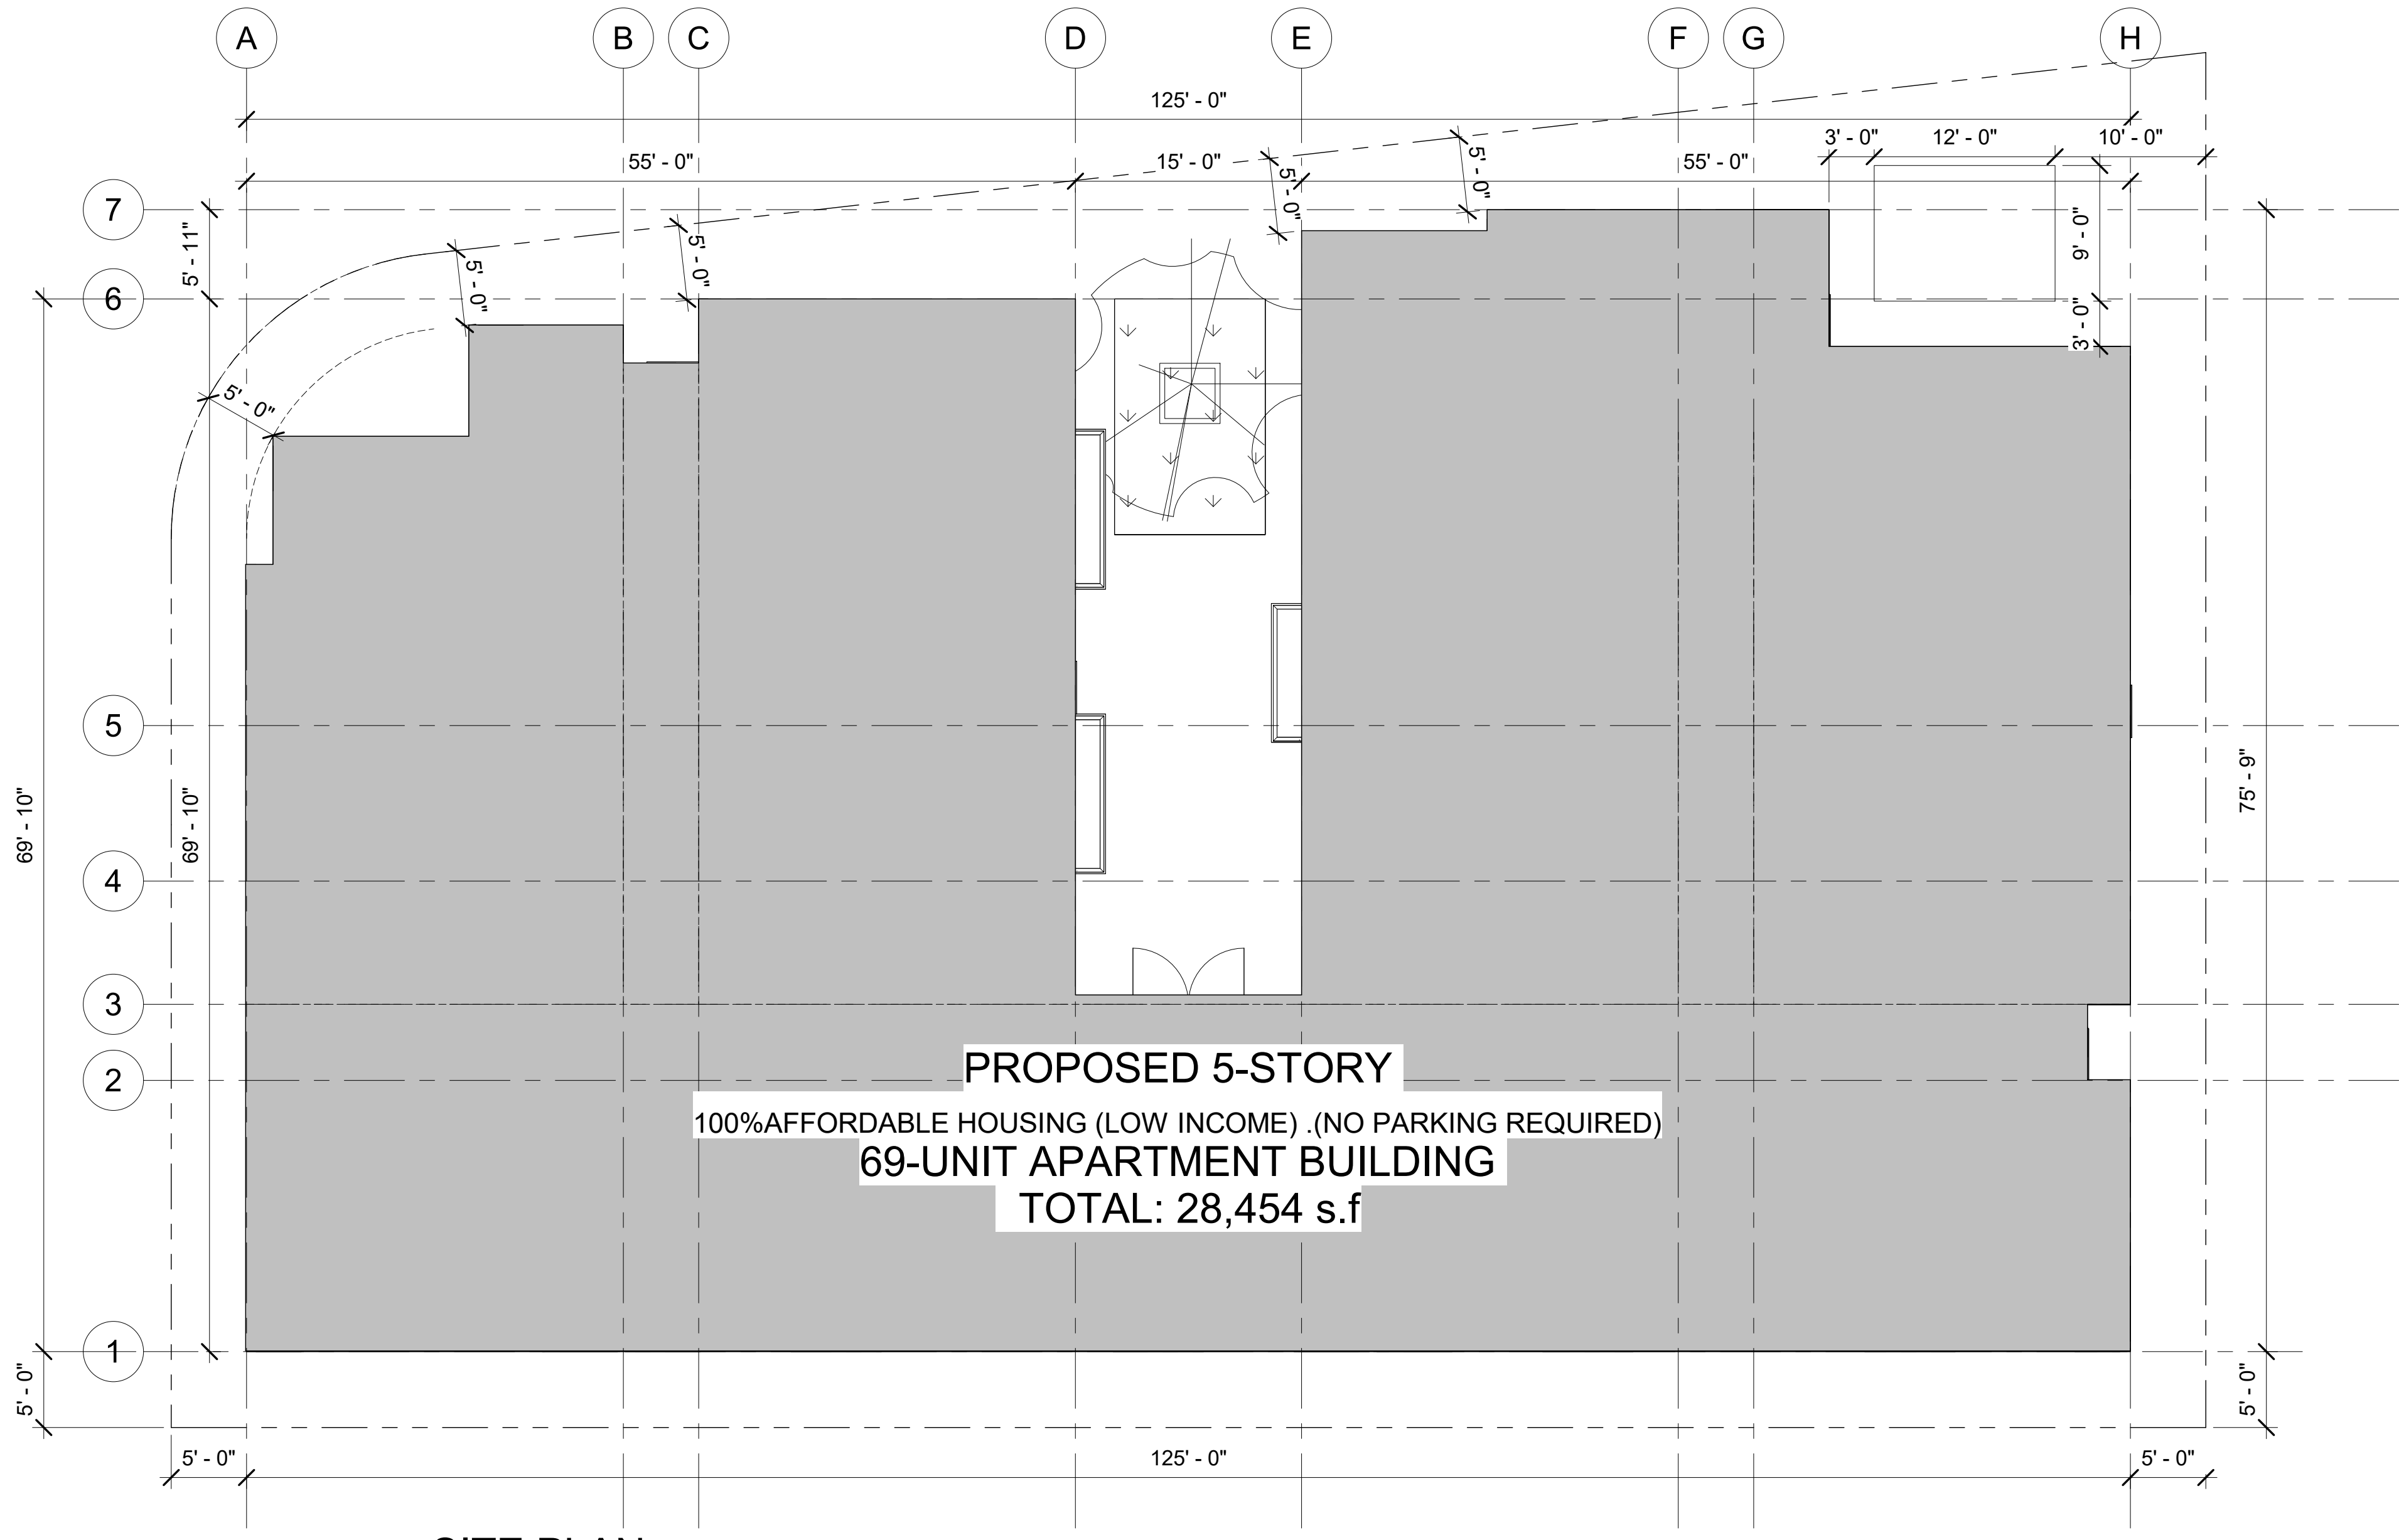 A B C D E F G H
125' - 0"
3' - 0" 12' - 0" 10' - 0"
55' - 0" 15' - 0" 55' - 0"
5' - 0"
5' - 0"
5' - 0"
5' - 0"
5' - 0"
7
5' - 11"
9' - 0"
6
3' - 0"
5
69' - 10"
69' - 10"
75' - 9"
4
3
2
PROPOSED 5-STORY
100%AFFORDABLE HOUSING (LOW INCOME) .(NO PARKING REQUIRED)
69-UNIT APARTMENT BUILDING
TOTAL: 28,454 s.f
1
5' - 0"
5' - 0"
5' - 0" 125' - 0" 5' - 0"
SITE PLAN